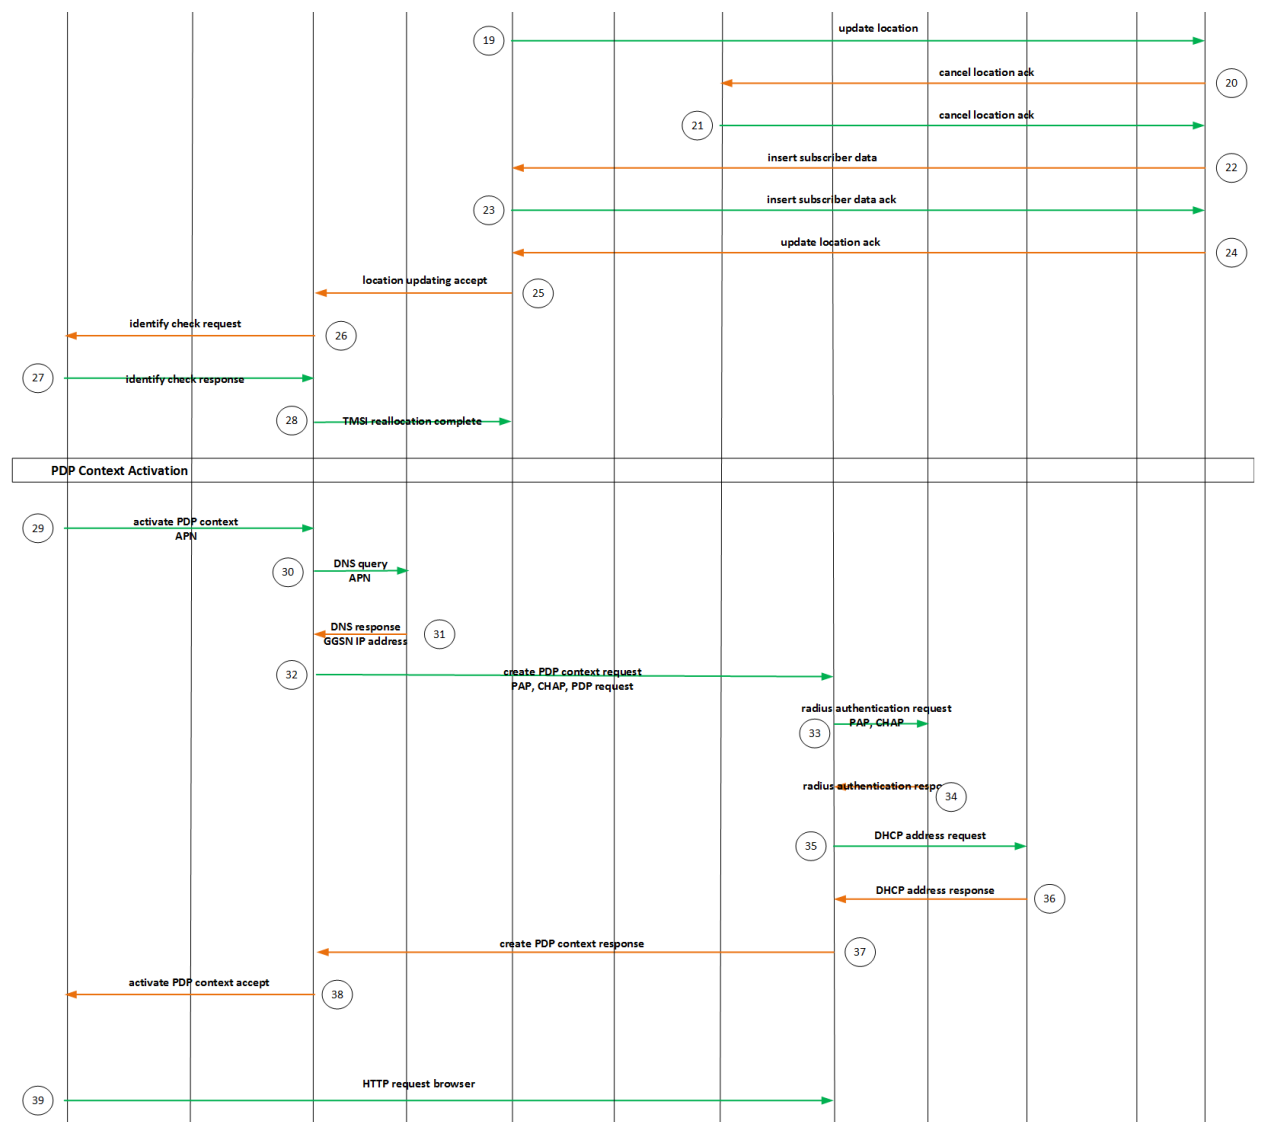 19
update location
cancel location ack
20
21
cancel location ack
insert subscriber data
22
23
insert subscriber data ack
update location ack
24
location updating accept
25
identify check request
26
27
identify check response
28
TMSI reallocation complete
PDP Context Activation
29
activate PDP context
APN
30
DNS query
APN
DNS response
GGSN IP address
31
32
create PDP context request
PAP, CHAP, PDP request
radius authentication request
PAP, CHAP
33
radius authentication respo
34
35
DHCP address request
DHCP address response
36
create PDP context response
37
activate PDP context accept
38
HTTP request browser
39